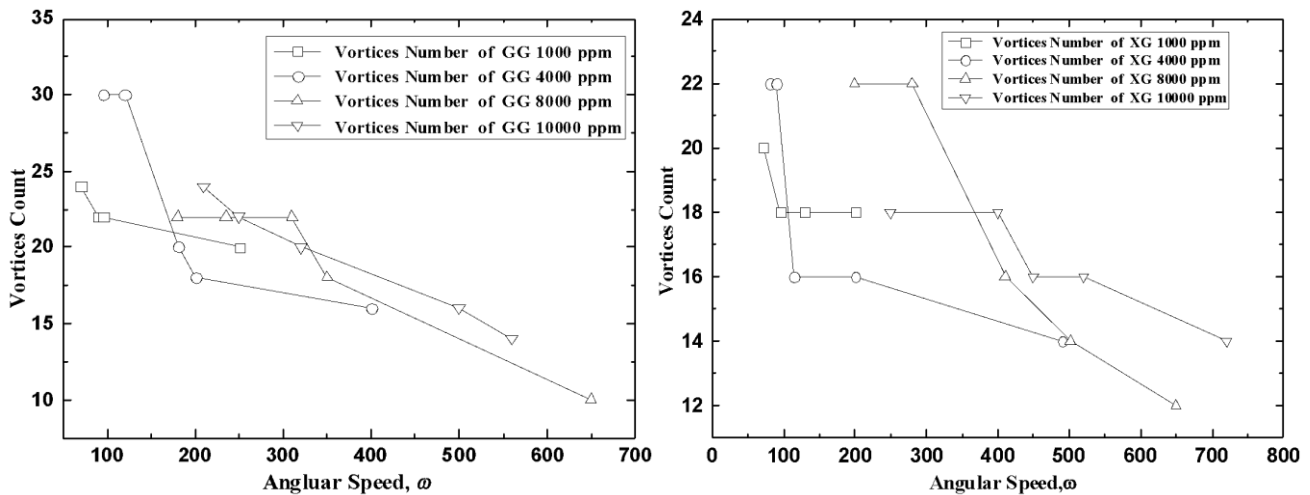 35
30
25
20
15
10
Vortices Count
Vortices Number of GG 1000 ppm
Vortices Number of GG 4000 ppm
Vortices Number of GG 8000 ppm
Vortices Number of GG 10000 ppm
100 200 300 400 500 600 700
Angluar Speed, ω
24
22
20
18
16
14
12
Vortices Count
Vortices Number of XG 1000 ppm
Vortices Number of XG 4000 ppm
Vortices Number of XG 8000 ppm
Vortices Number of XG 10000 ppm
0 100 200 300 400 500 600 700 800
Angular Speed,ω